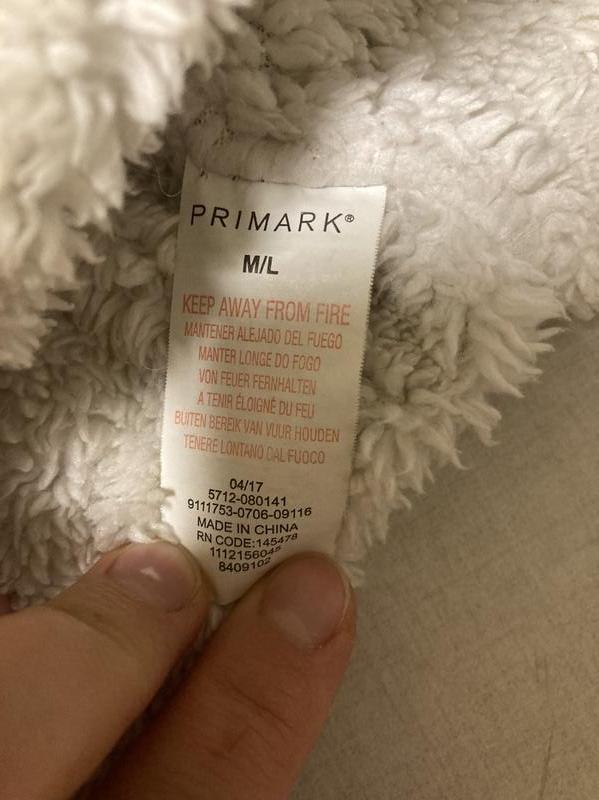 PRIMARK®
M/L
KEEP AWAY FROM FIRE
MANTENER ALEJADO DEL FUEGO
MANTER LONGE DO FOGO
VON FEUER FERNHALTEN
A TENIR ÉLOIGNÉ DU FEU
BUITEN BEREIK VAN VUUR HOUDEN
TENERE LONTANO DAL FUOCO
04/17
5712-080141
9111753-0706-09116
MADE IN CHINA
RN CODE:145478
1112156045
8409102